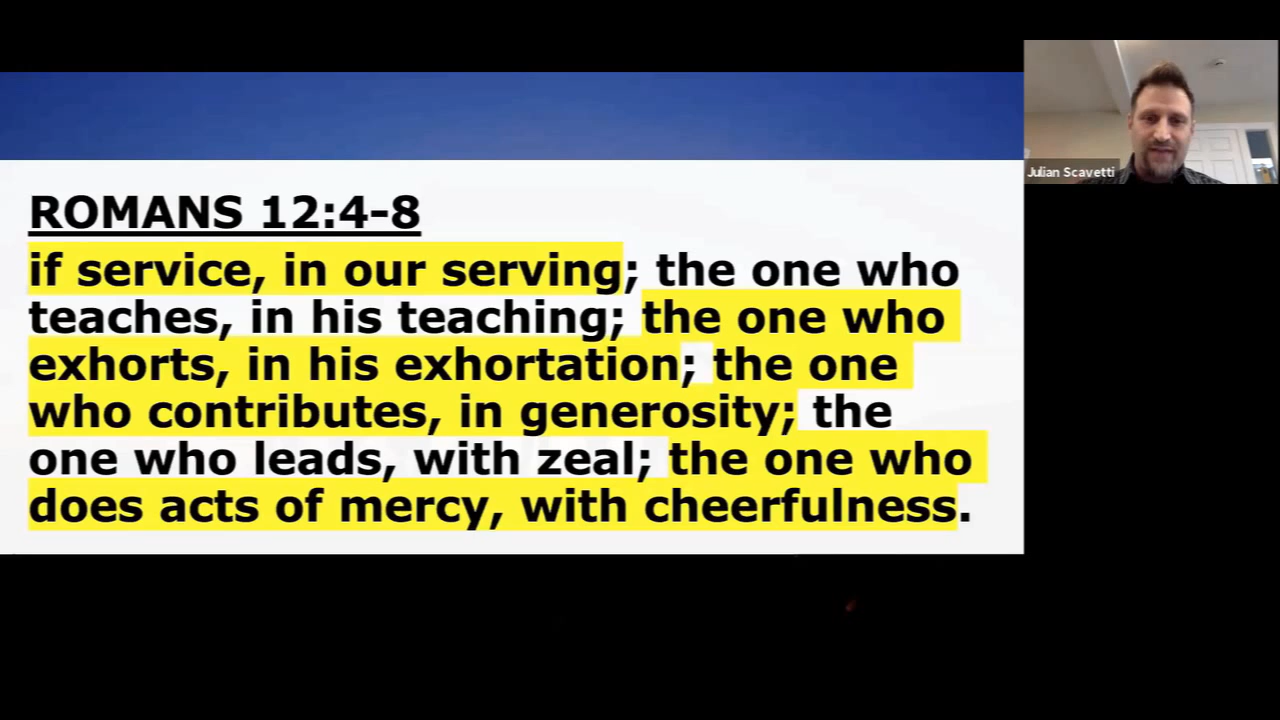 ROMANS 12:4-8
if service, in our serving; the one who
teaches, in his teaching; the one who
exhorts, in his exhortation; the one
who contributes, in generosity; the
one who leads, with zeal; the one who
does acts of mercy, with cheerfulness.
Julian Scavetti